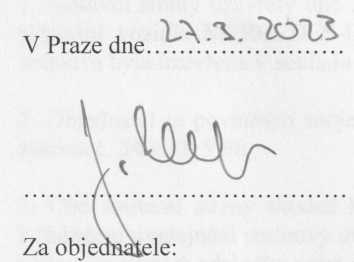 V Praze dne 27.3.2023
Za objednatele: